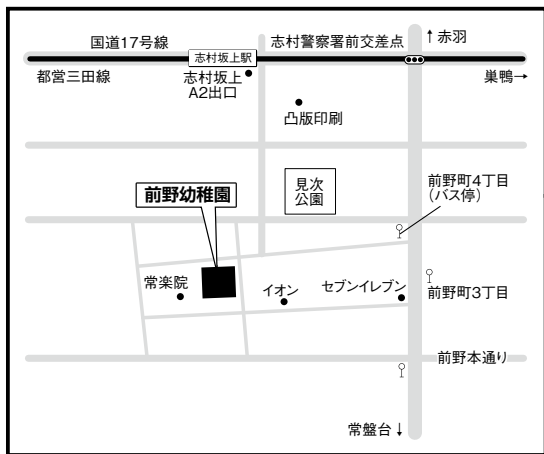 国道17号線
志村警察署前交差点
↑赤羽
志村坂上駅
都営三田線
志村坂上
A2出口
巣鴨→
凸版印刷
見次
公園
前野町4丁目
(バス停)
前野幼稚園
常楽院
イオン
セブンイレブン
前野町3丁目
前野本通り
常盤台↓